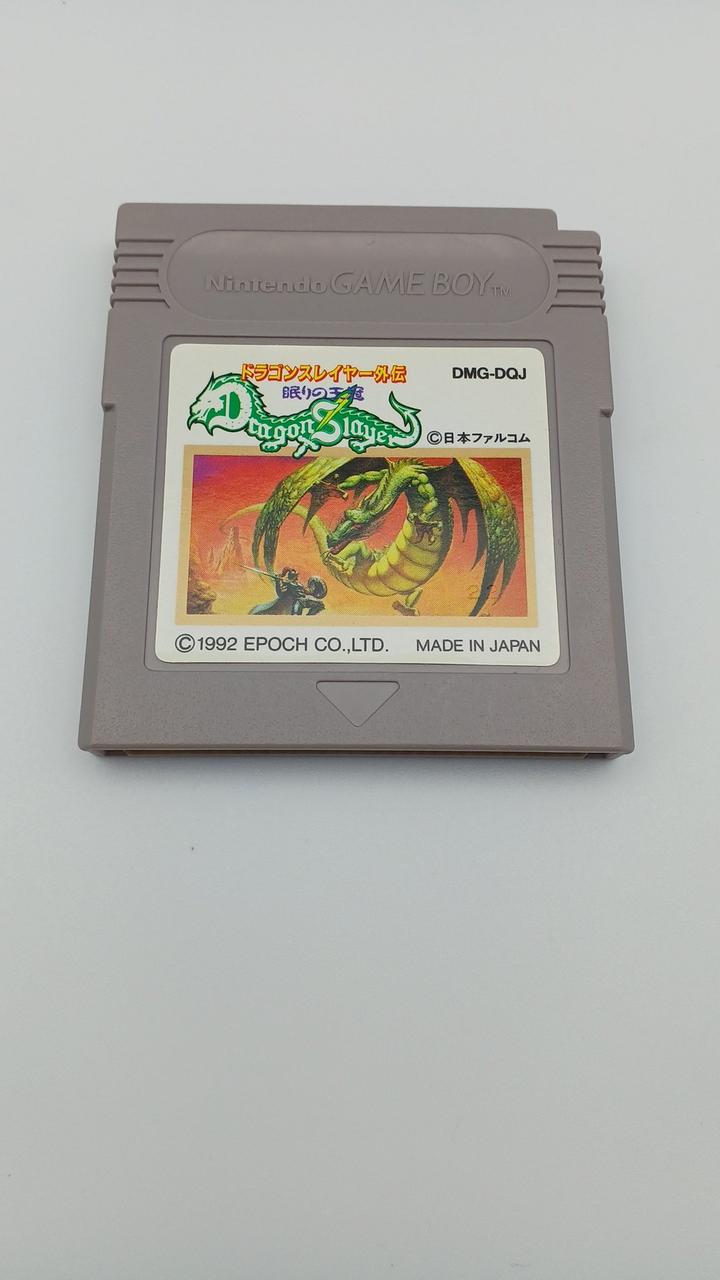 Nintendo GAME BOY TM
ドラゴンスレイヤー外伝
DMG-DQJ
眠りの王冠
Dragon Slayer
©日本ファルコム
©1992 EPOCH CO.,LTD.
MADE IN JAPAN